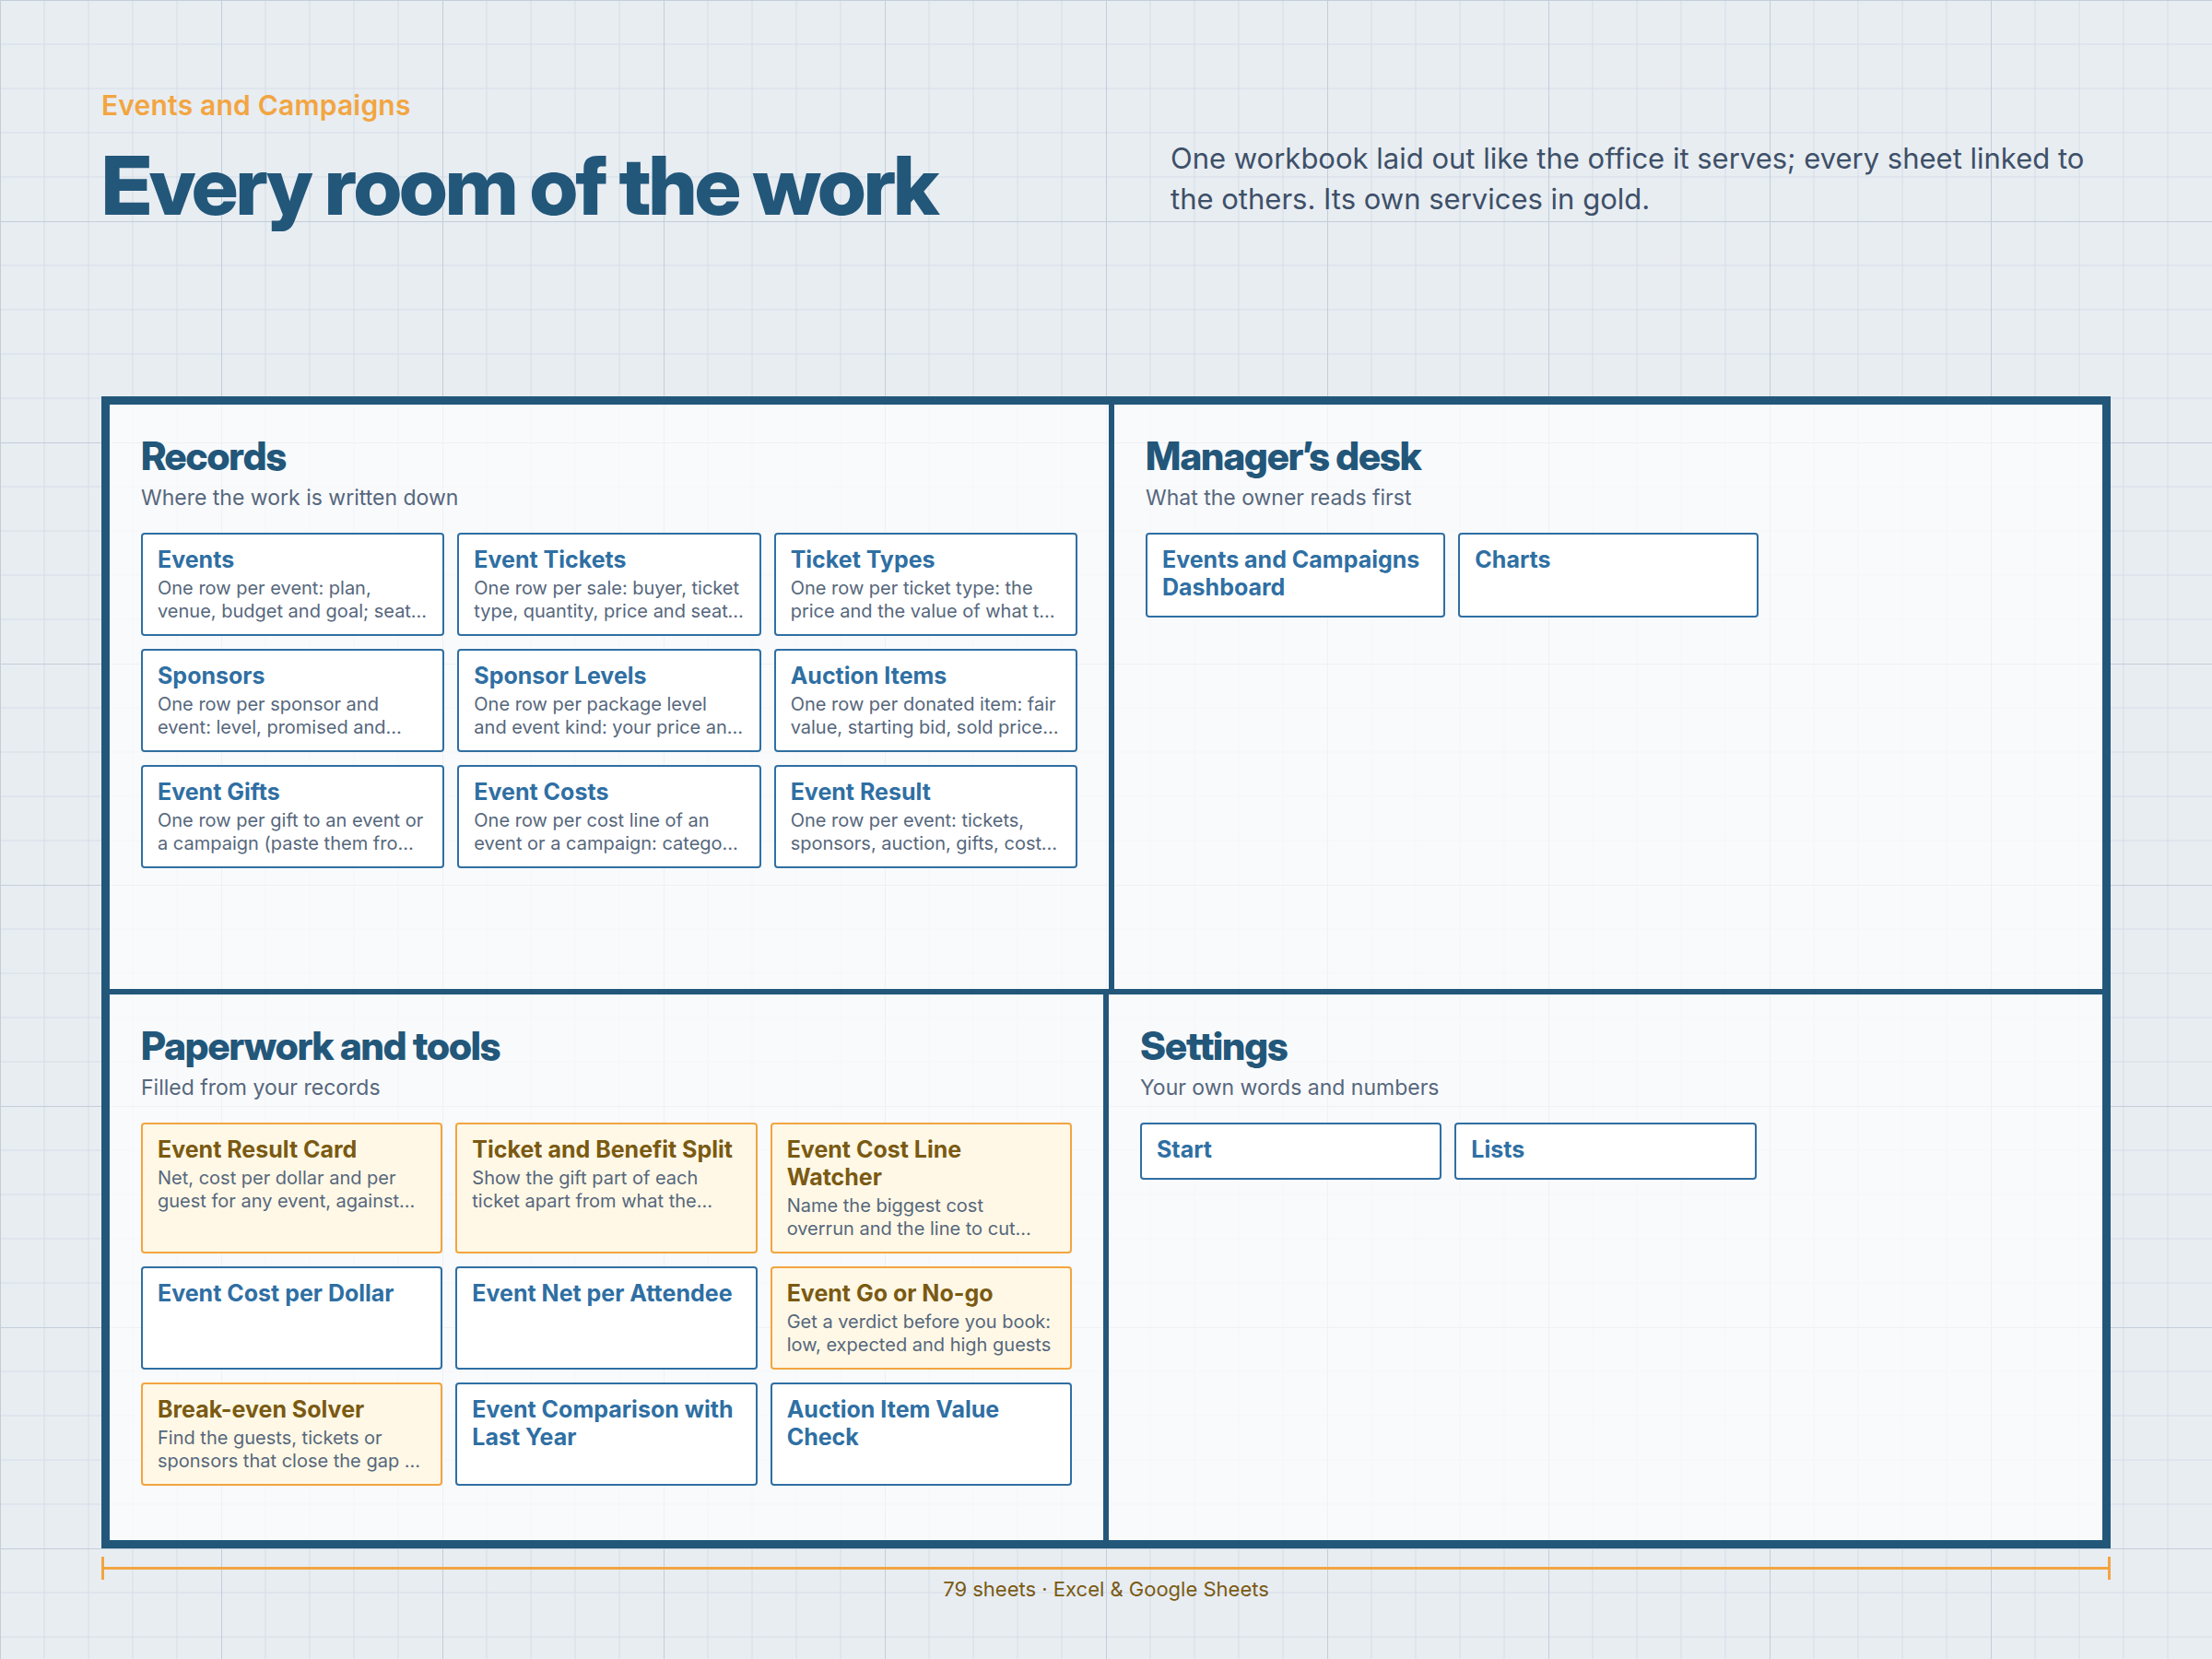 Events and Campaigns
Every room of the work
One workbook laid out like the office it serves; every sheet linked to
the others. Its own services in gold.
Records
Where the work is written down
Events
One row per event: plan,
venue, budget and goal; seat...
Event Tickets
One row per sale: buyer, ticket
type, quantity, price and seat...
Ticket Types
One row per ticket type: the
price and the value of what t...
Sponsors
One row per sponsor and
event: level, promised and...
Sponsor Levels
One row per package level
and event kind: your price an...
Auction Items
One row per donated item: fair
value, starting bid, sold price...
Event Gifts
One row per gift to an event or
a campaign (paste them fro...
Event Costs
One row per cost line of an
event or a campaign: catego...
Event Result
One row per event: tickets,
sponsors, auction, gifts, cost...
Manager’s desk
What the owner reads first
Events and Campaigns
Dashboard
Charts
Paperwork and tools
Filled from your records
Event Result Card
Net, cost per dollar and per
guest for any event, against...
Ticket and Benefit Split
Show the gift part of each
ticket apart from what the...
Event Cost Line
Watcher
Name the biggest cost
overrun and the line to cut...
Event Cost per Dollar
Event Net per Attendee
Event Go or No-go
Get a verdict before you book:
low, expected and high guests
Break-even Solver
Find the guests, tickets or
sponsors that close the gap ...
Event Comparison with
Last Year
Auction Item Value
Check
Settings
Your own words and numbers
Start
Lists
79 sheets · Excel & Google Sheets